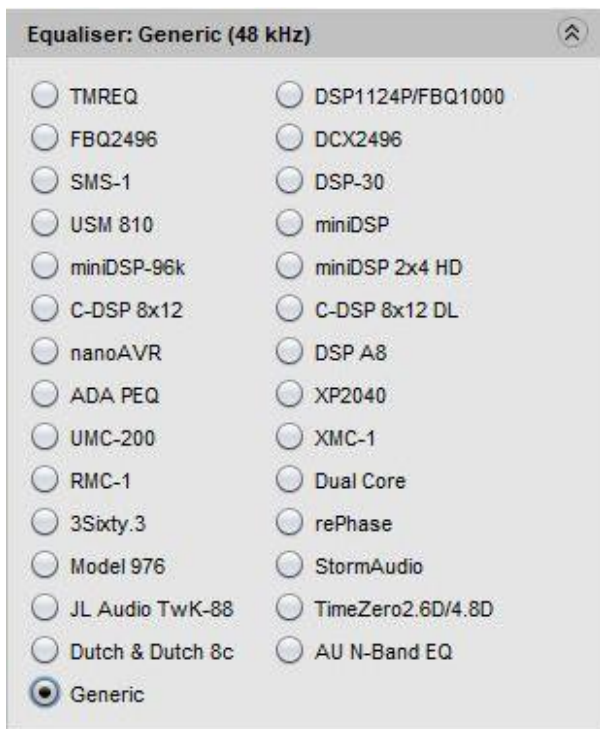 Equaliser: Generic (48 kHz)
TMREQ DSP1124P/FBQ1000
FBQ2496 DCX2496
SMS-1 DSP-30
USM 810 miniDSP
miniDSP-96k miniDSP 2x4 HD
C-DSP 8x12 C-DSP 8x12 DL
nanoAVR DSP A8
ADA PEQ XP2040
UMC-200 XMC-1
RMC-1 Dual Core
3Sixty.3 rePhase
Model 976 StormAudio
JL Audio TwK-88 TimeZero2.6D/4.8D
Dutch & Dutch 8c AU N-Band EQ
Generic